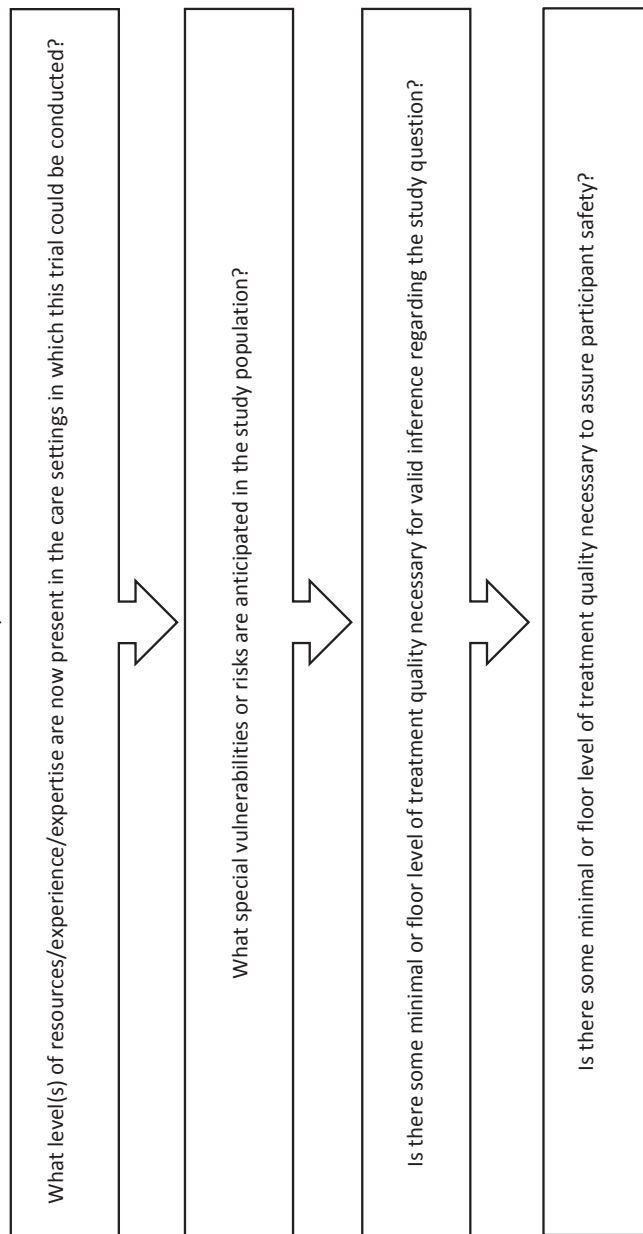 What level(s) of resources/experience/expertise are now present in the care settings in which this trial could be conducted?
What special vulnerabilities or risks are anticipated in the study population?
Is there some minimal or floor level of treatment quality necessary for valid inference regarding the study question?
Is there some minimal or floor level of treatment quality necessary to assure participant safety?